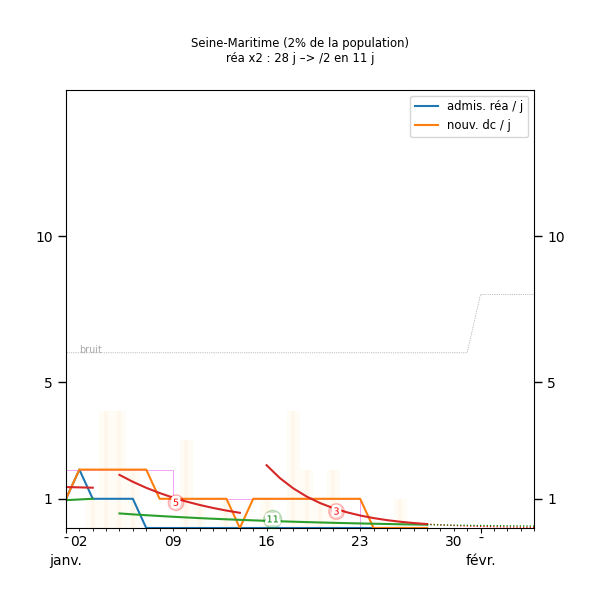 Seine-Maritime (2% de la population)
réa x2 : 28 j –> /2 en 11 j
admis. réa / j
nouv. dc / j
10 10
bruit
5 5
5
11
3
1 1
02 09 16 23 30
janv. févr.